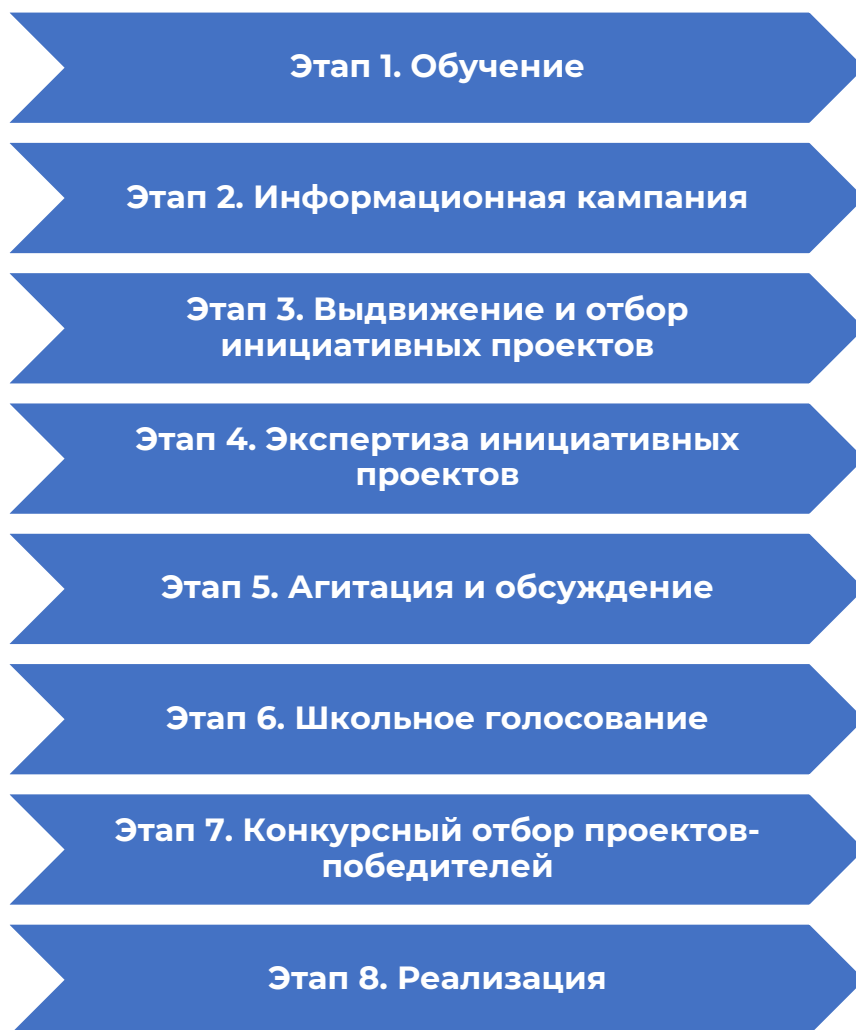 Этап 1. Обучение
Этап 2. Информационная кампания
Этап 3. Выдвижение и отбор
инициативных проектов
Этап 4. Экспертиза инициативных
проектов
Этап 5. Агитация и обсуждение
Этап 6. Школьное голосование
Этап 7. Конкурсный отбор проектов-
победителей
Этап 8. Реализация